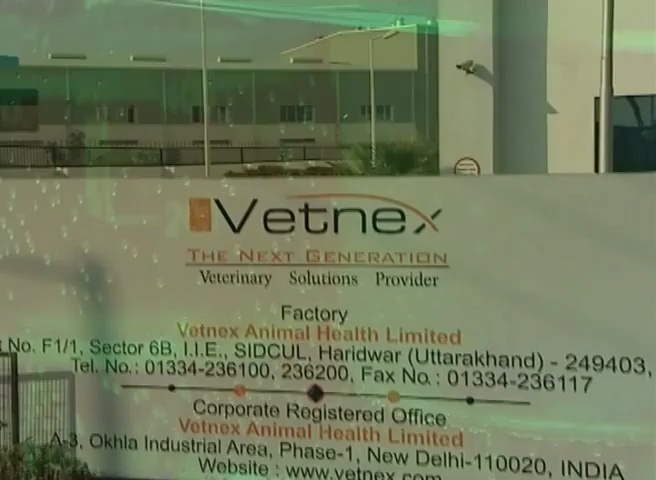 Vetnex
THE NEXT GENERATION
Veterinary Solutions Provider
Factory
Vetnex Animal Health Limited
No. F1/1, Sector 6B, I.I.E., SIDCUL, Haridwar (Uttarakhand) - 249403,
Tel. No.: 01334-236100, 236200, Fax No.: 01334-236117
Corporate Registered Office
Vetnex Animal Health Limited
A-3, Okhla Industrial Area, Phase-1, New Delhi-110020, INDIA
Website : www.vetnex.com